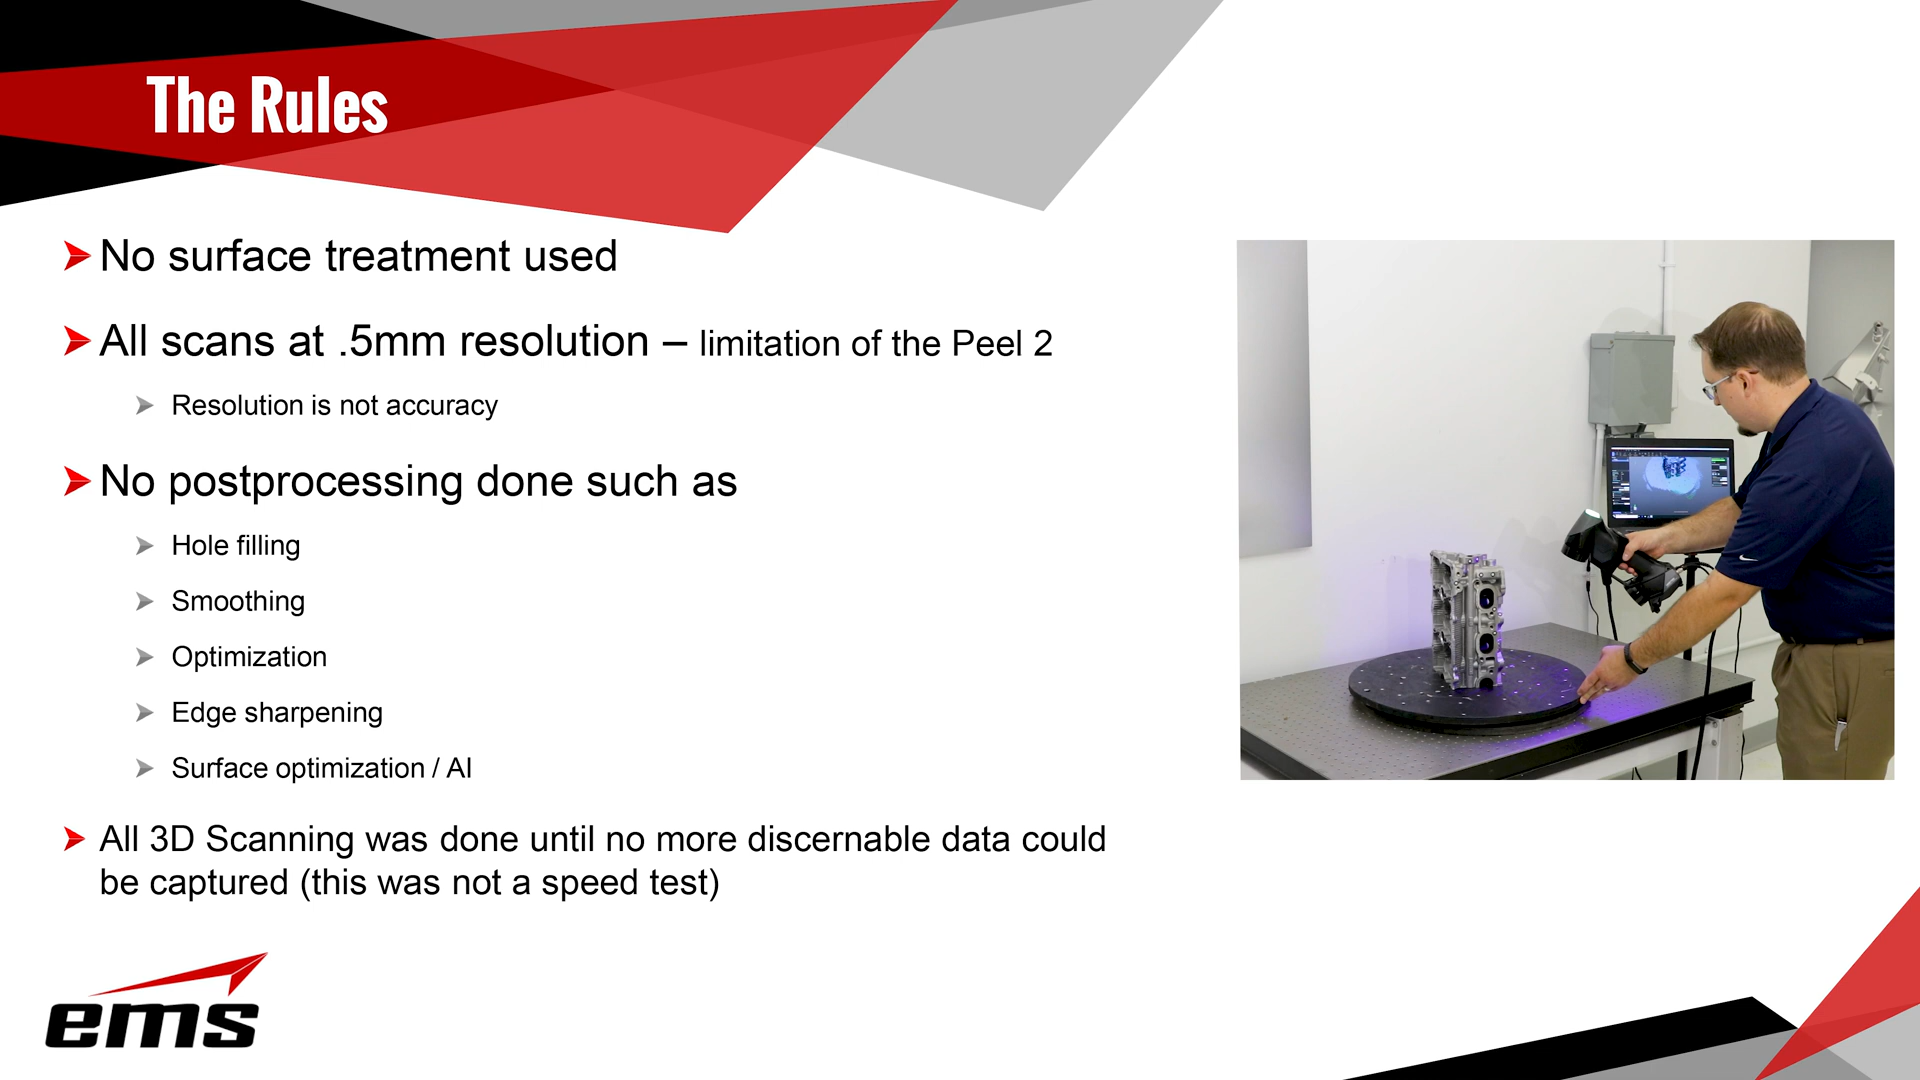 The Rules
No surface treatment used
All scans at .5mm resolution – limitation of the Peel 2
Resolution is not accuracy
No postprocessing done such as
Hole filling
Smoothing
Optimization
Edge sharpening
Surface optimization / AI
All 3D Scanning was done until no more discernable data could
be captured (this was not a speed test)
ems